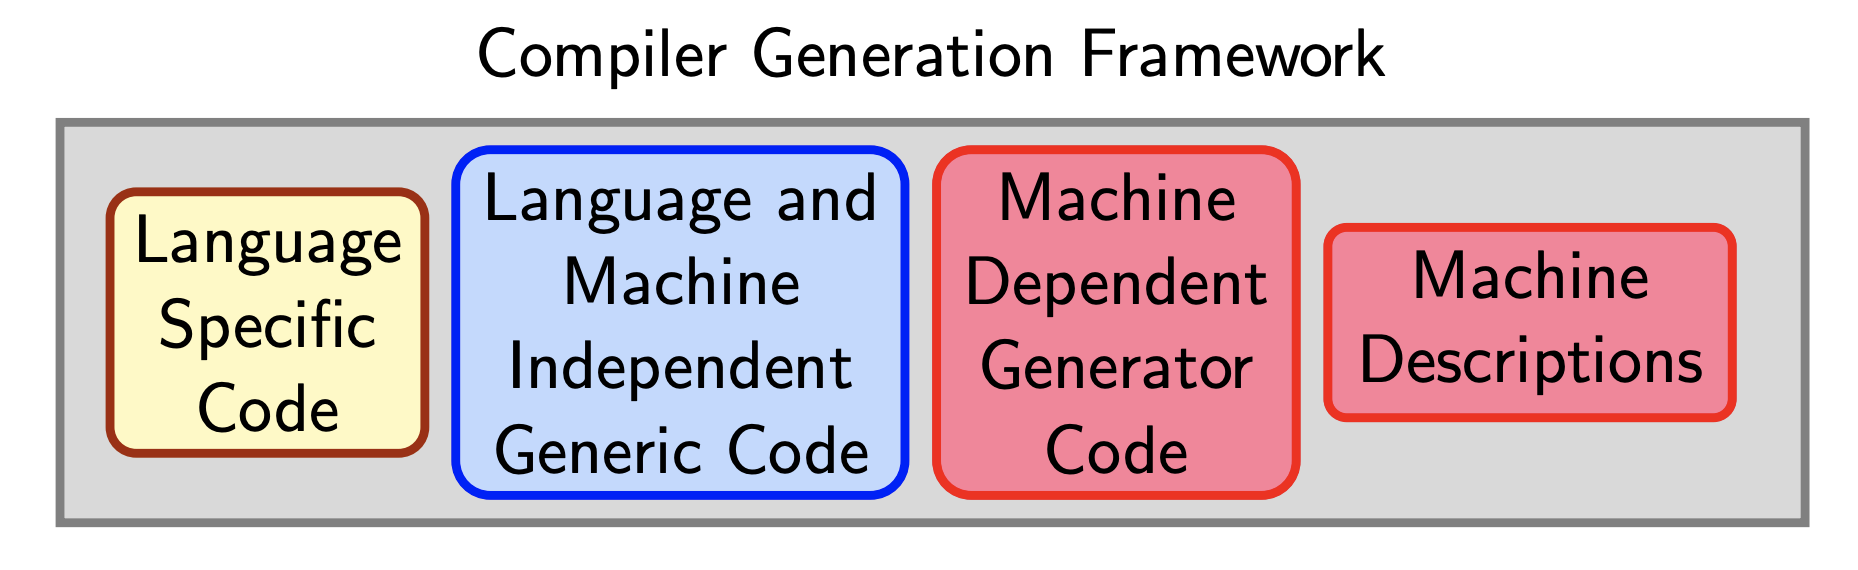 Compiler Generation Framework
Language
Specific
Code
Language and
Machine
Independent
Generic Code
Machine
Dependent
Generator
Code
Machine
Descriptions